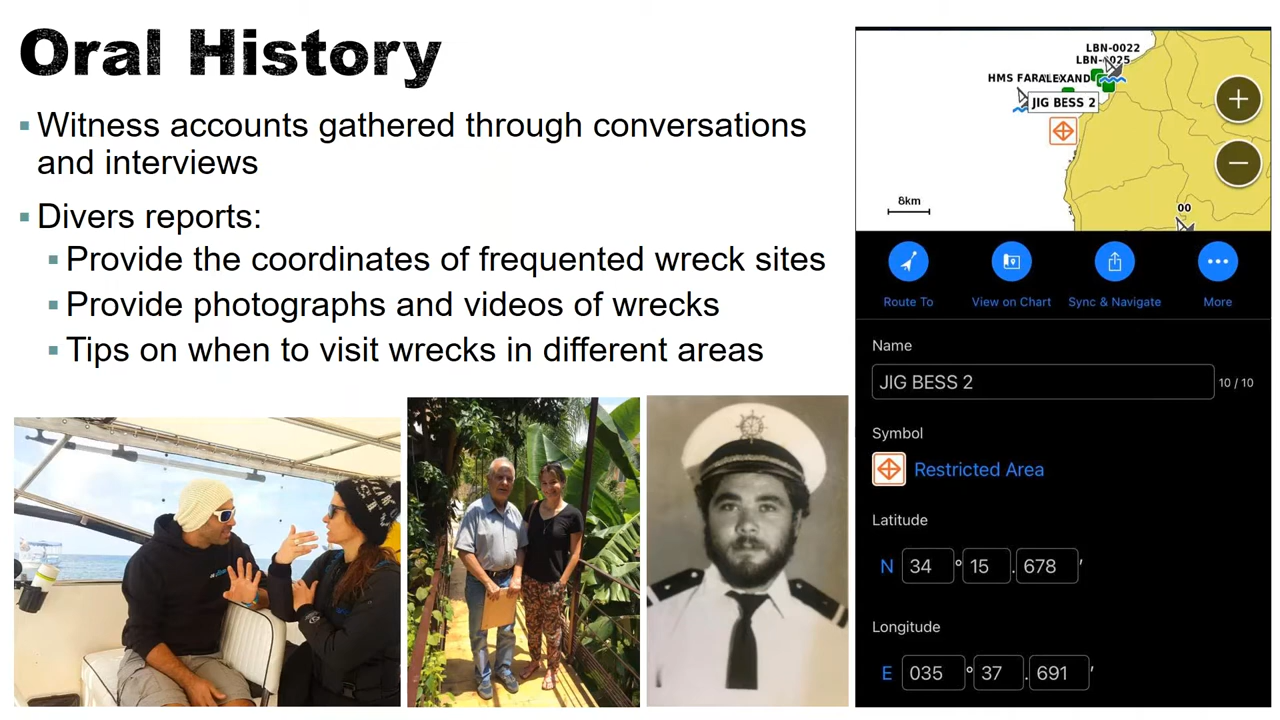 Oral History
▪ Witness accounts gathered through conversations
and interviews
▪ Divers reports:
▪ Provide the coordinates of frequented wreck sites
▪ Provide photographs and videos of wrecks
▪ Tips on when to visit wrecks in different areas
LBN-0022
LBN-0025
HMS FARALEXAND
JIG BESS 2
8km
00
Route To
View on Chart
Sync & Navigate
More
Name
JIG BESS 2 10 / 10
Symbol
Restricted Area
Latitude
N 34 ° 15 . 678 ′
Longitude
E 035 ° 37 . 691 ′